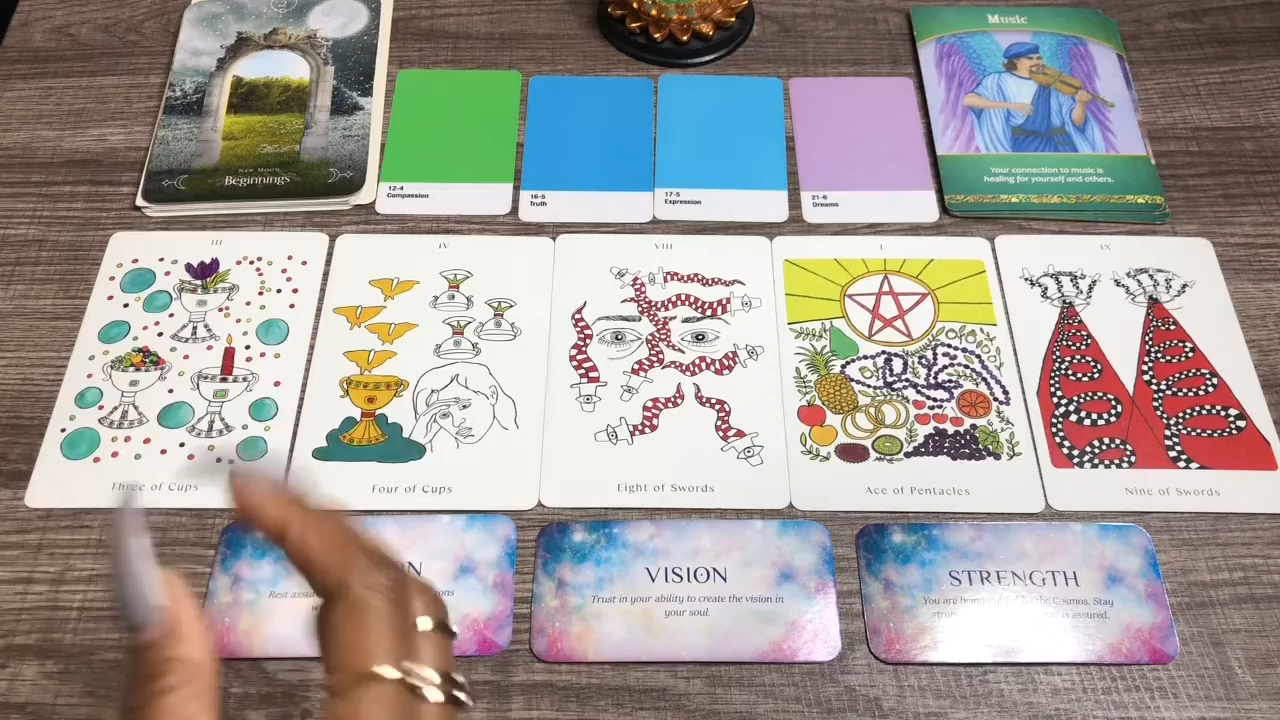 New Moon
Beginnings
12-4
Compassion
16-5
Truth
17-5
Expression
21-6
Dreams
Music
Your connection to music is
healing for yourself and others.
III
Three of Cups
IV
Four of Cups
VIII
Eight of Swords
I
Ace of Pentacles
IX
Nine of Swords
Rest
VISION
Trust in your ability to create the vision in
your soul.
STRENGTH
You are being by the Cosmos. Stay
is assured.